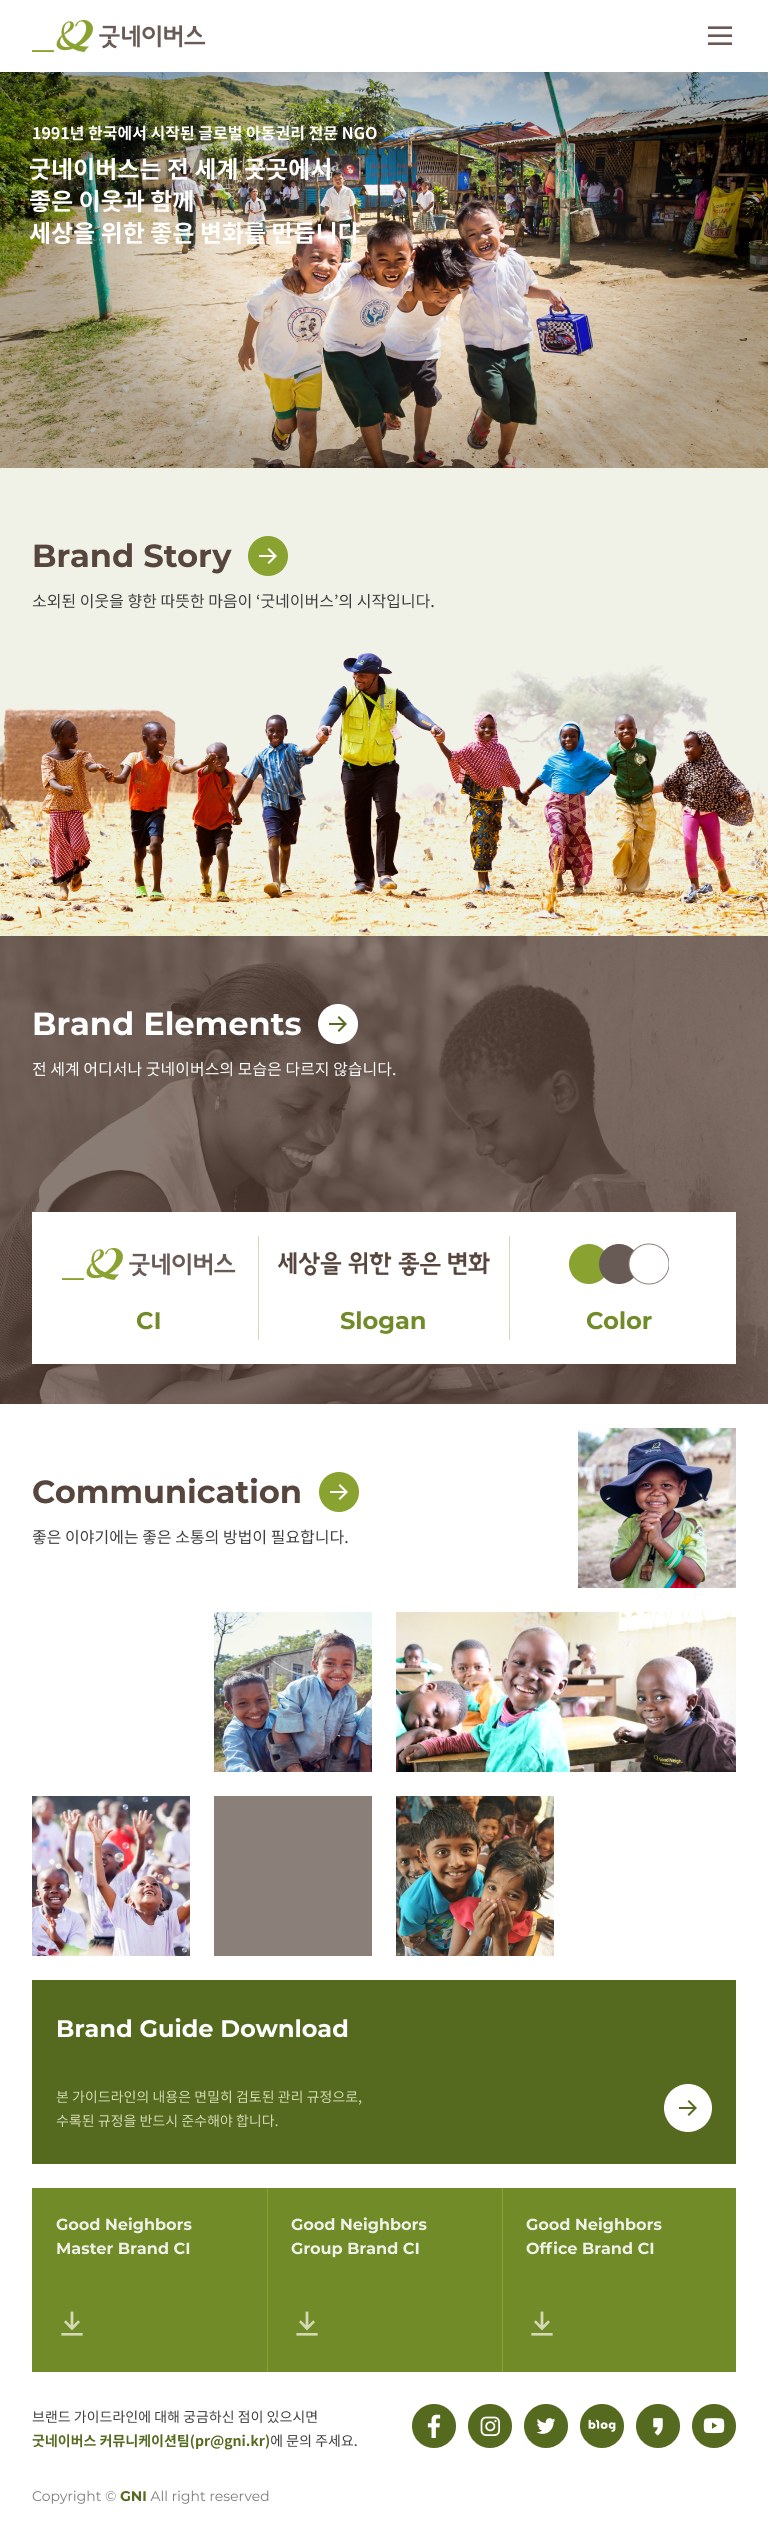 굿네이버스
1991년 한국에서 시작된 글로벌 아동권리 전문 NGO
굿네이버스는 전 세계 곳곳에서
좋은 이웃과 함께
세상을 위한 좋은 변화를 만듭니다
Brand Story
소외된 이웃을 향한 따뜻한 마음이 ‘굿네이버스’의 시작입니다.
Brand Elements
전 세계 어디서나 굿네이버스의 모습은 다르지 않습니다.
굿네이버스
세상을 위한 좋은 변화
CI
Slogan
Color
Communication
좋은 이야기에는 좋은 소통의 방법이 필요합니다.
Brand Guide Download
본 가이드라인의 내용은 면밀히 검토된 관리 규정으로,
수록된 규정을 반드시 준수해야 합니다.
Good Neighbors
Master Brand CI
Good Neighbors
Group Brand CI
Good Neighbors
Office Brand CI
브랜드 가이드라인에 대해 궁금하신 점이 있으시면
굿네이버스 커뮤니케이션팀(pr@gni.kr)에 문의 주세요.
blog
Copyright © GNI All right reserved